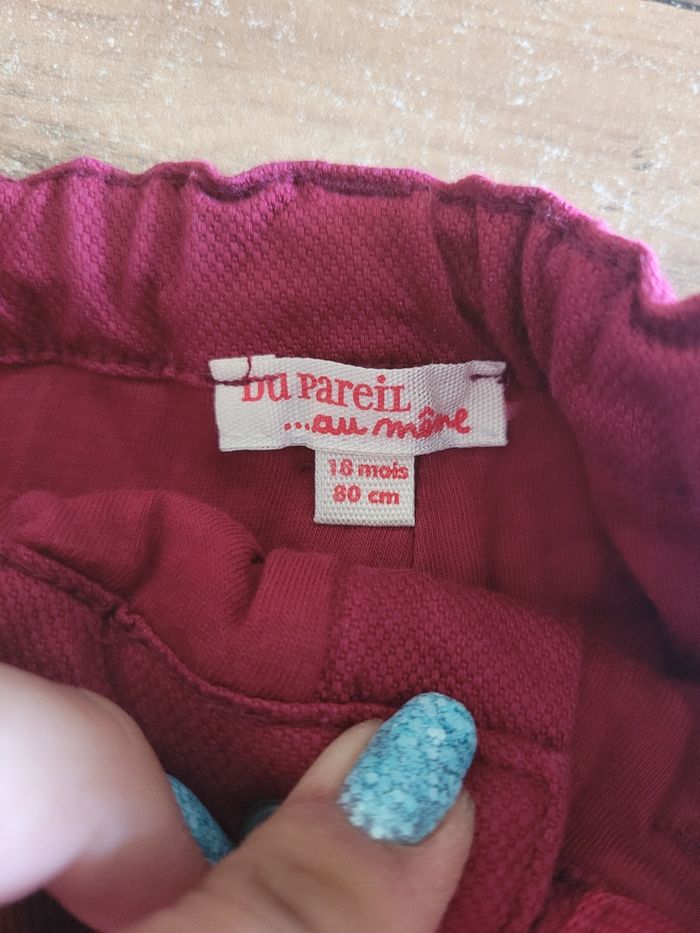 Du Pareil
...au même
18 mois
80 cm